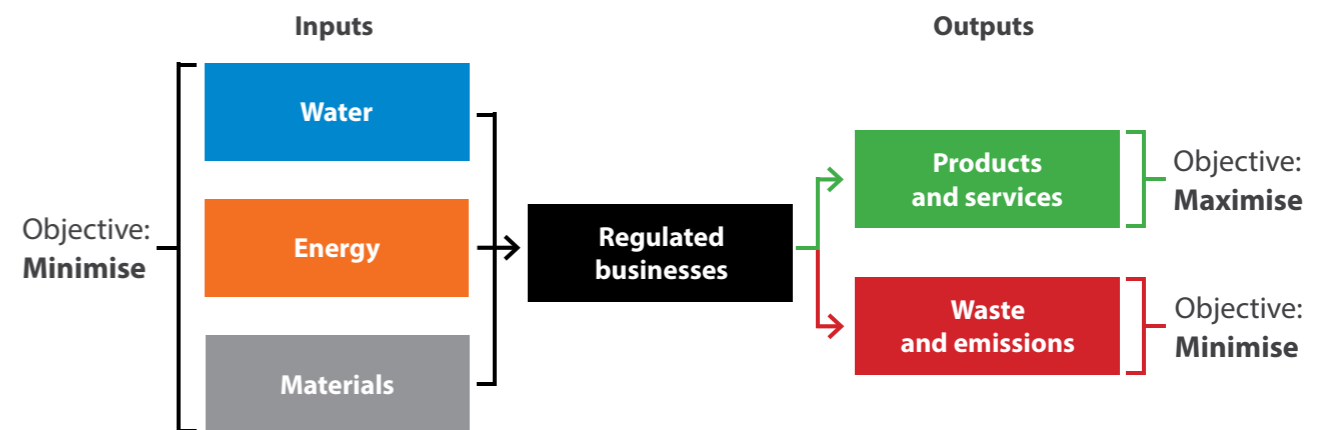 Inputs
Outputs
Objective:
Minimise
Water
Energy
Materials
Regulated
businesses
Products
and services
Objective:
Maximise
Waste
and emissions
Objective:
Minimise